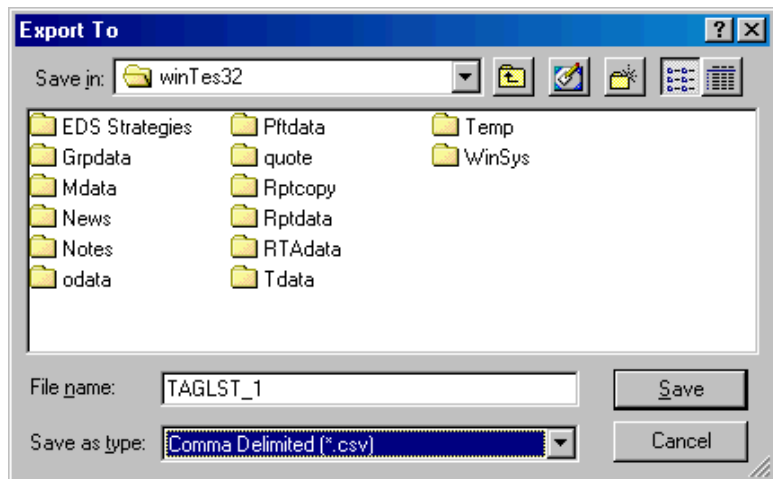 Export To
Save in: winTes32
EDS Strategies Pftdata Temp
Grpdata quote WinSys
Mdata Rptcopy
News Rptdata
Notes RTAdata
odata Tdata
File name: TAGLST_1 Save
Save as type: Comma Delimited (*.csv) Cancel